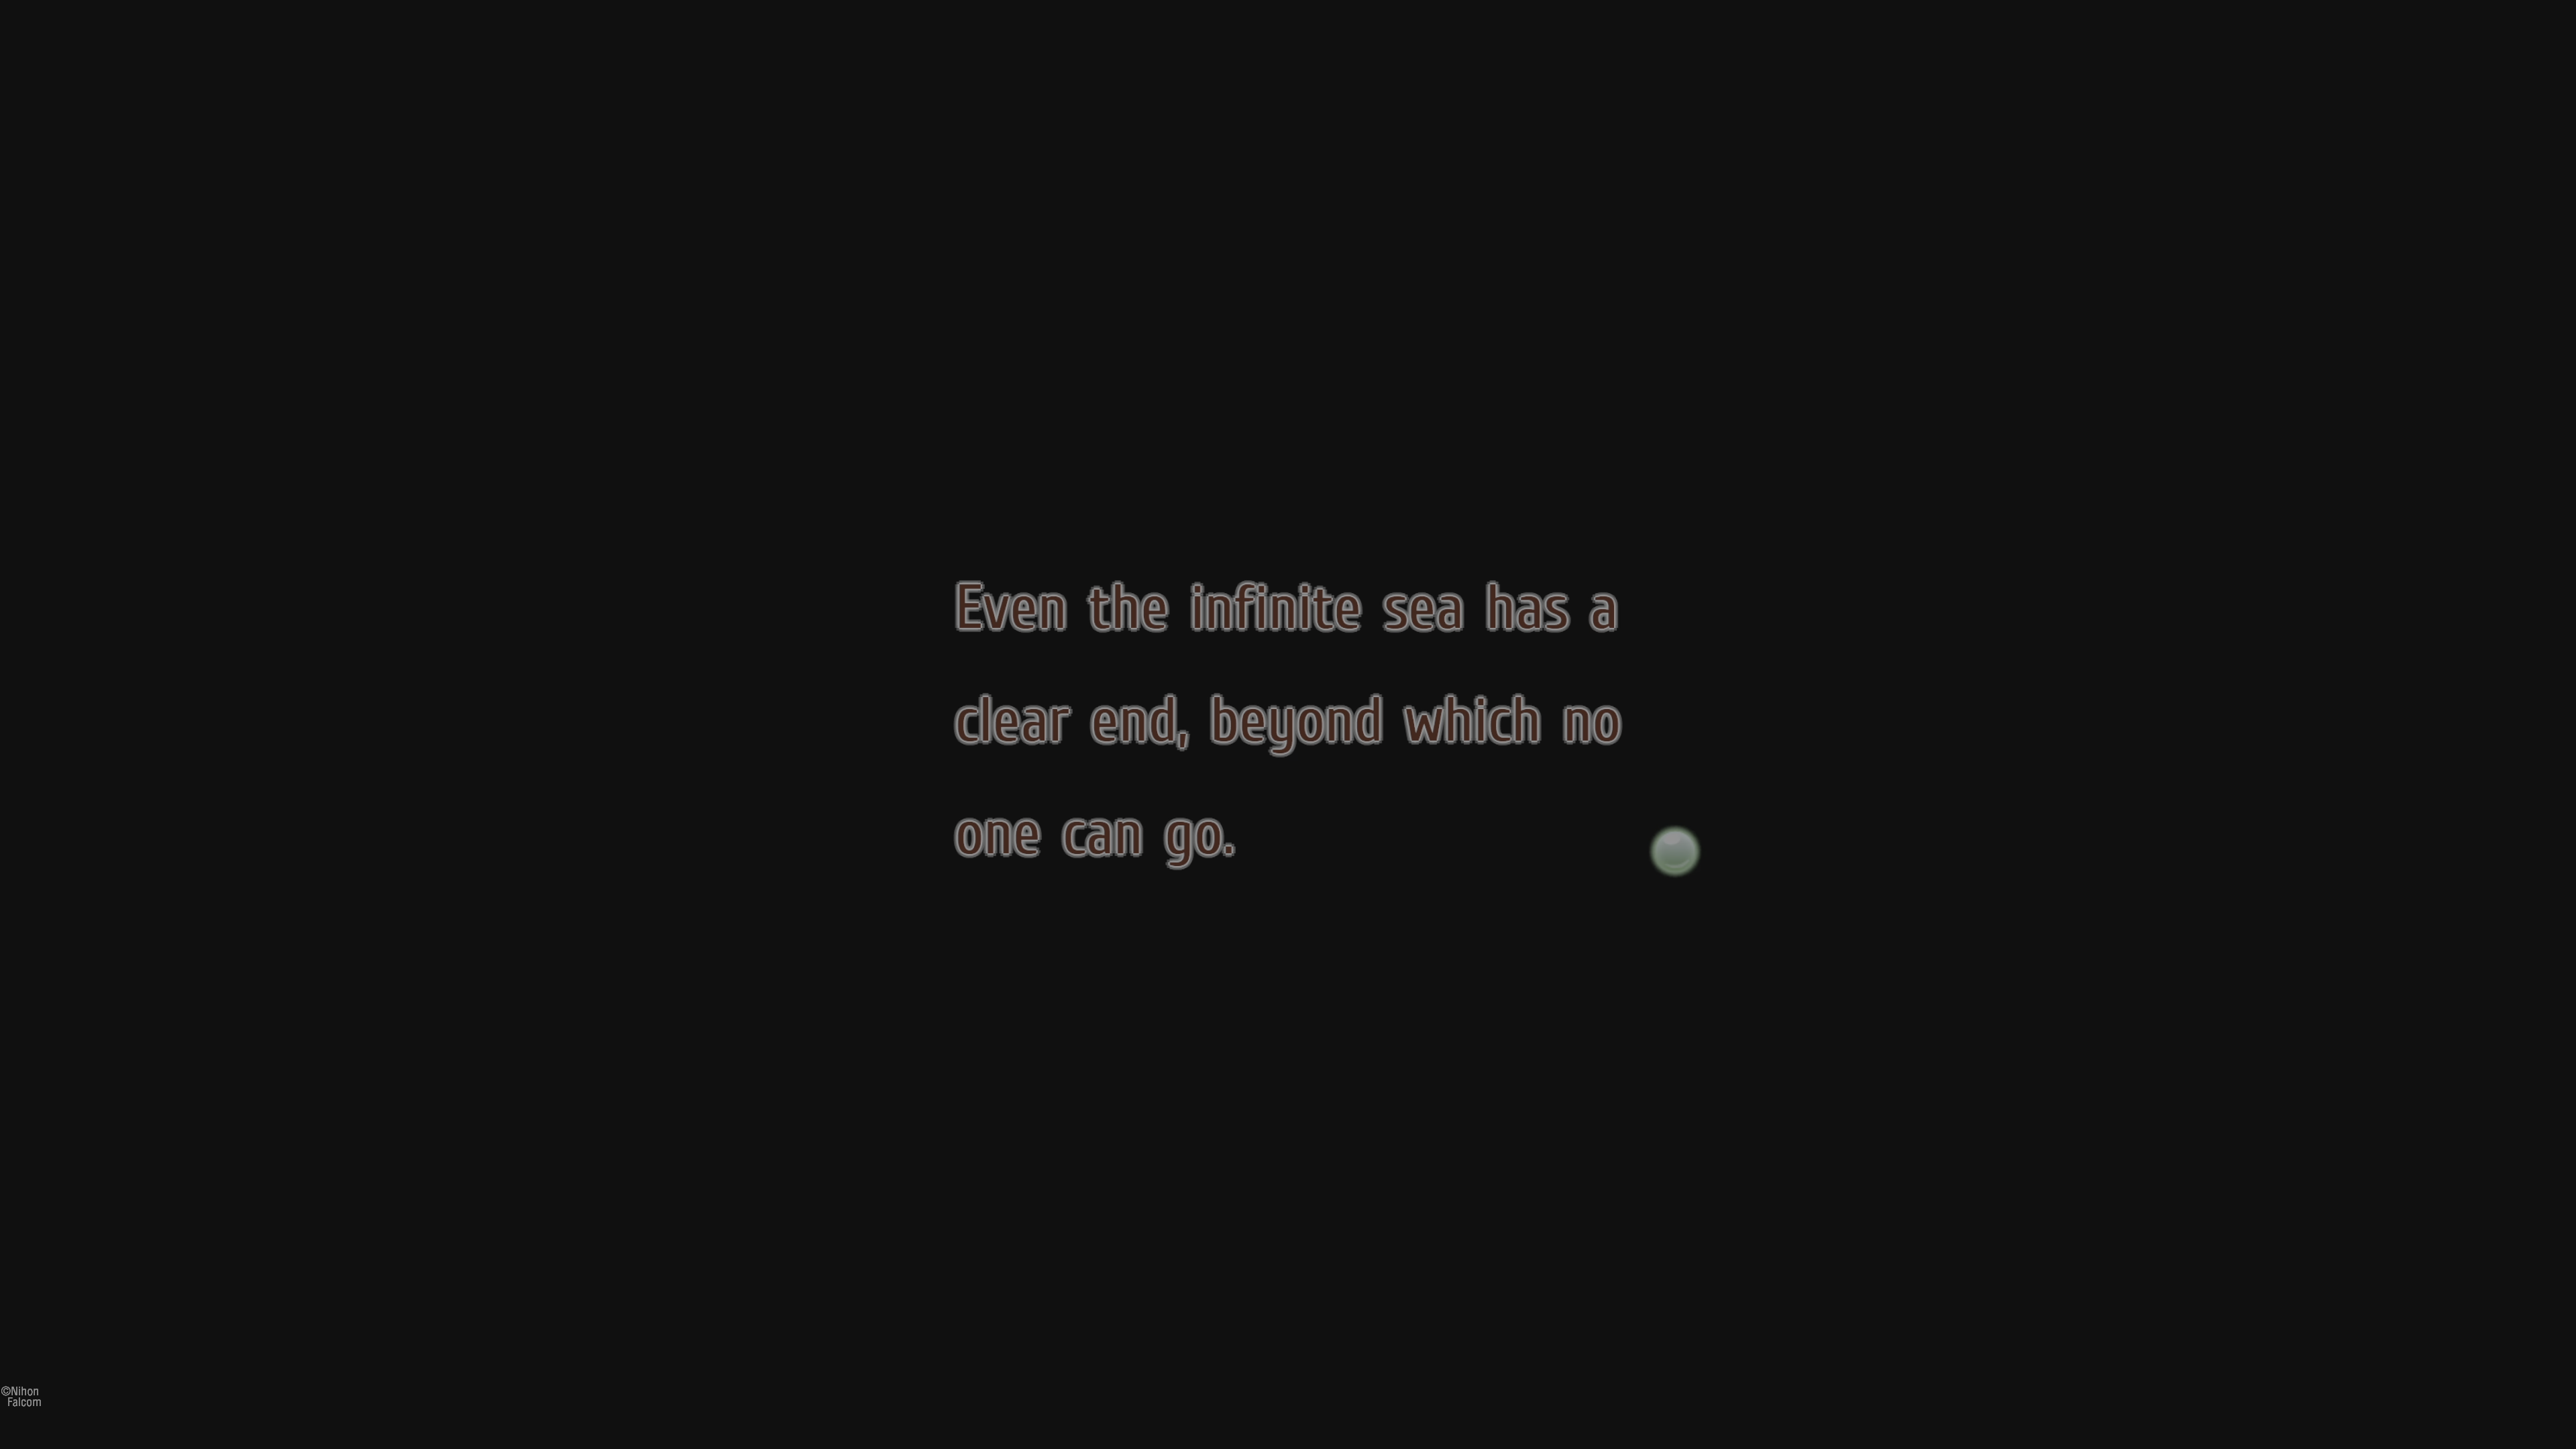 Even the infinite sea has a
clear end, beyond which no
one can go.
©Nihon
Falcom